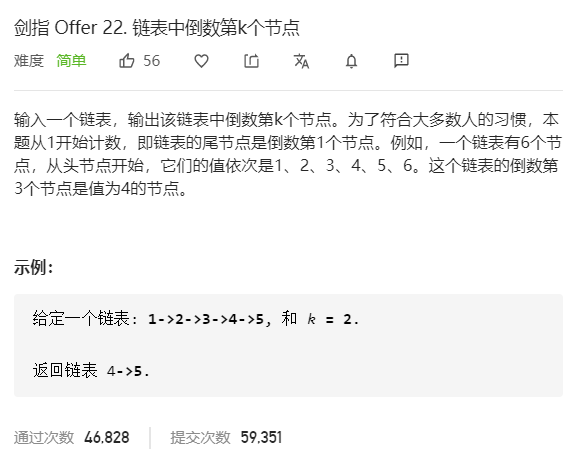 剑指 Offer 22. 链表中倒数第k个节点
难度 简单 56
输入一个链表，输出该链表中倒数第k个节点。为了符合大多数人的习惯，本
题从1开始计数，即链表的尾节点是倒数第1个节点。例如，一个链表有6个节
点，从头节点开始，它们的值依次是1、2、3、4、5、6。这个链表的倒数第
3个节点是值为4的节点。
示例：
给定一个链表: 1->2->3->4->5, 和 k = 2.
返回链表 4->5.
通过次数 46,828 提交次数 59,351